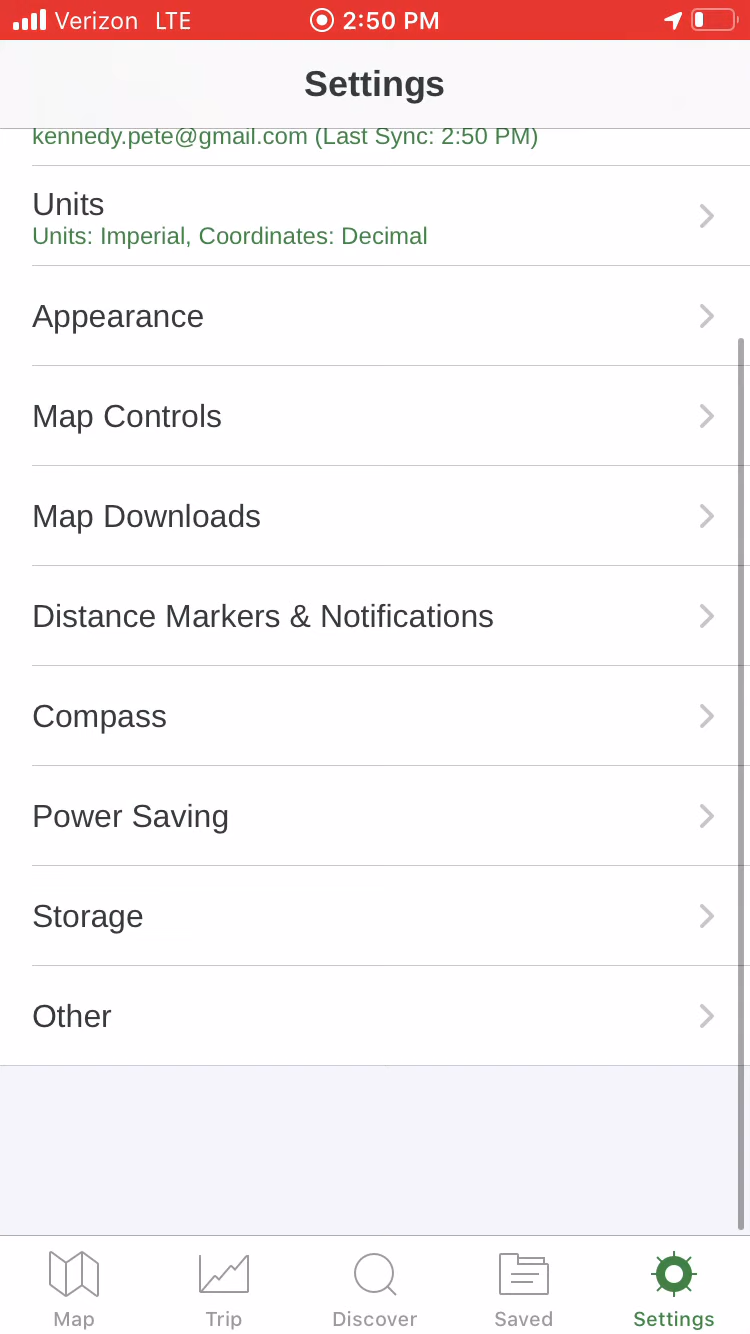 Verizon LTE 2:50 PM
Settings
kennedy.pete@gmail.com (Last Sync: 2:50 PM)
Units
Units: Imperial, Coordinates: Decimal
Appearance
Map Controls
Map Downloads
Distance Markers & Notifications
Compass
Power Saving
Storage
Other
Map Trip Discover Saved Settings